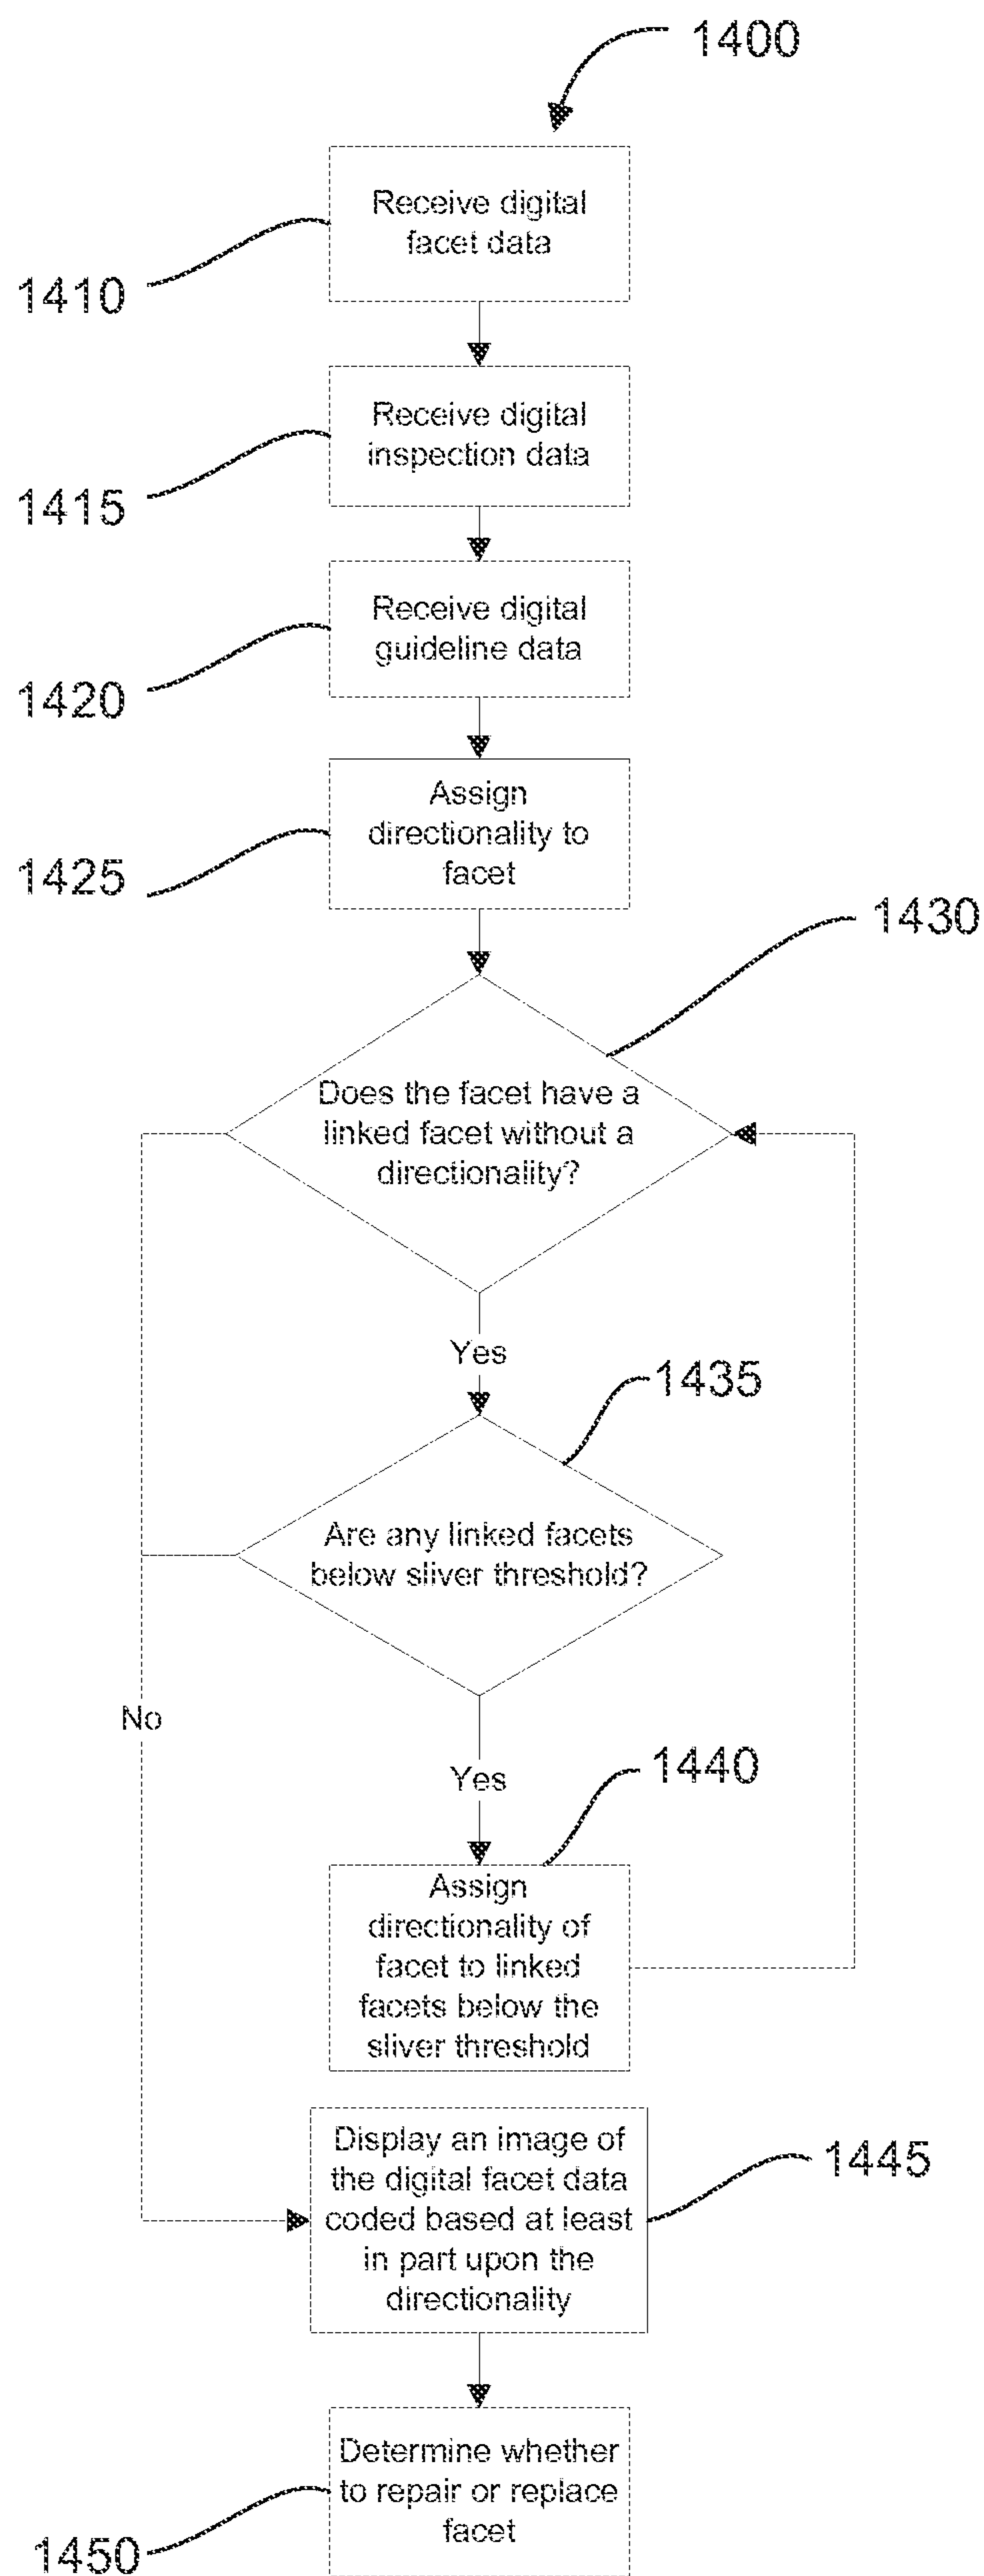 1400
Receive digital
facet data
1410
Receive digital
inspection data
1415
Receive digital
guideline data
1420
Assign
directionality to
facet
1425
1430
Does the facet have a
linked facet without a
directionality?
Yes
1435
Are any linked facets
below sliver threshold?
No
Yes
1440
Assign
directionality of
facet to linked
facets below the
sliver threshold
Display an image of
the digital facet data
coded based at least
in part upon the
directionality
1445
Determine whether
to repair or replace
facet
1450